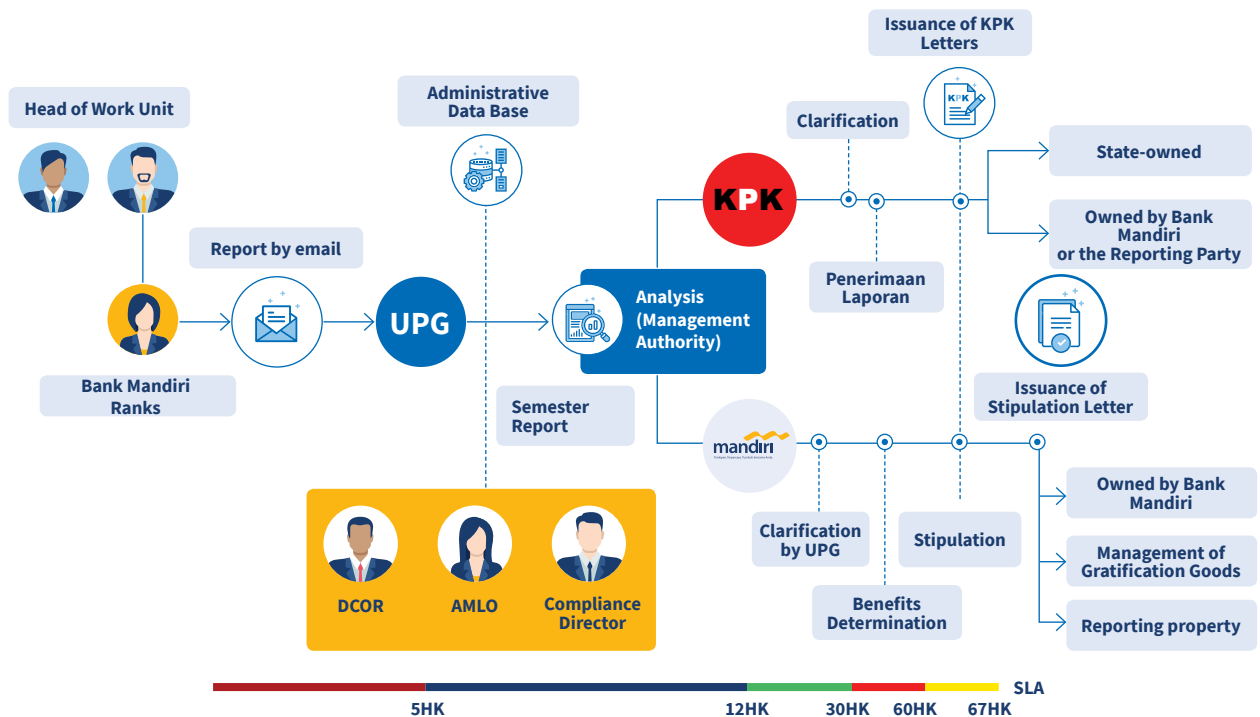 Issuance of KPK
Letters
Head of Work Unit
Administrative
Data Base
Clarification
KPK
State-owned
KPK
Owned by Bank
Mandiri
or the Reporting Party
Report by email
Penerimaan
Laporan
UPG
Analysis
(Management
Authority)
Bank Mandiri
Ranks
Semester
Report
Issuance of
Stipulation Letter
mandiri
Owned by Bank
Mandiri
Clarification
by UPG
Stipulation
Management of
Gratification Goods
DCOR
AMLO
Compliance
Director
Benefits
Determination
Reporting property
SLA
5HK
12HK
30HK
60HK
67HK